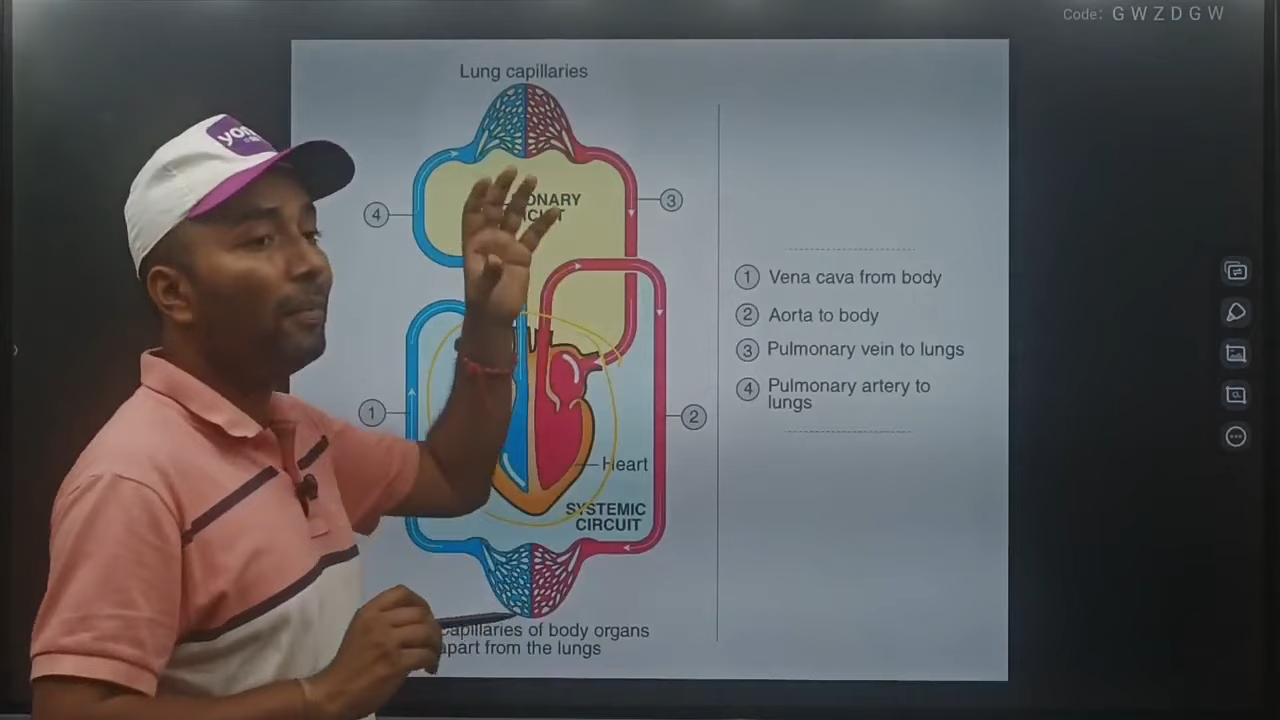 Code: G W Z D G W
Lung capillaries
CIRCUIT
4
3
1
2
Heart
SYSTEMIC
CIRCUIT
capillaries of body organs
apart from the lungs
1 Vena cava from body
2 Aorta to body
3 Pulmonary vein to lungs
4 Pulmonary artery to
lungs